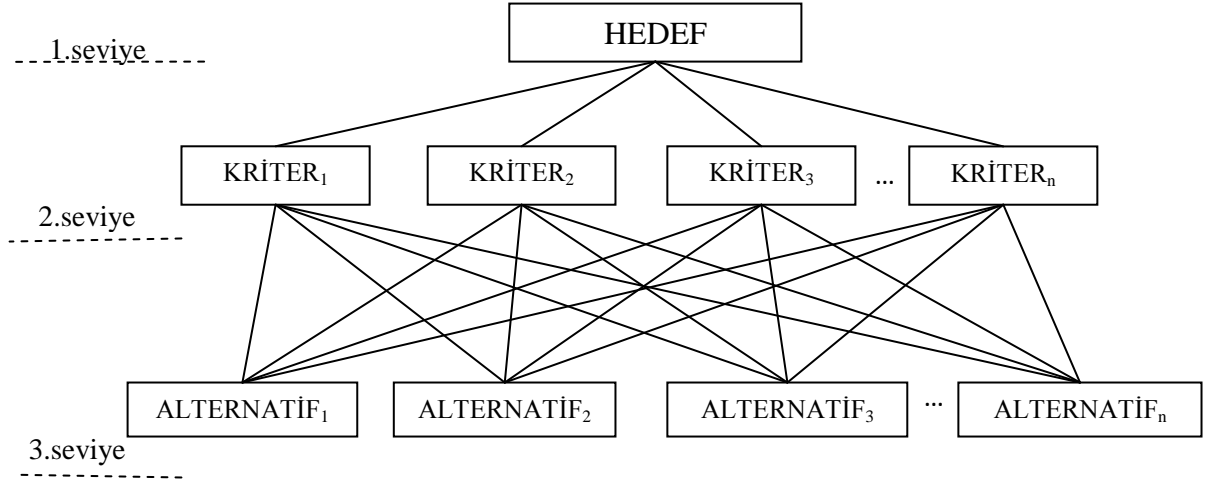 HEDEF
1.seviye
KRİTER₁ KRİTER₂ KRİTER₃ ... KRİTERₙ
2.seviye
ALTERNATİF₁ ALTERNATİF₂ ALTERNATİF₃ ... ALTERNATİFₙ
3.seviye